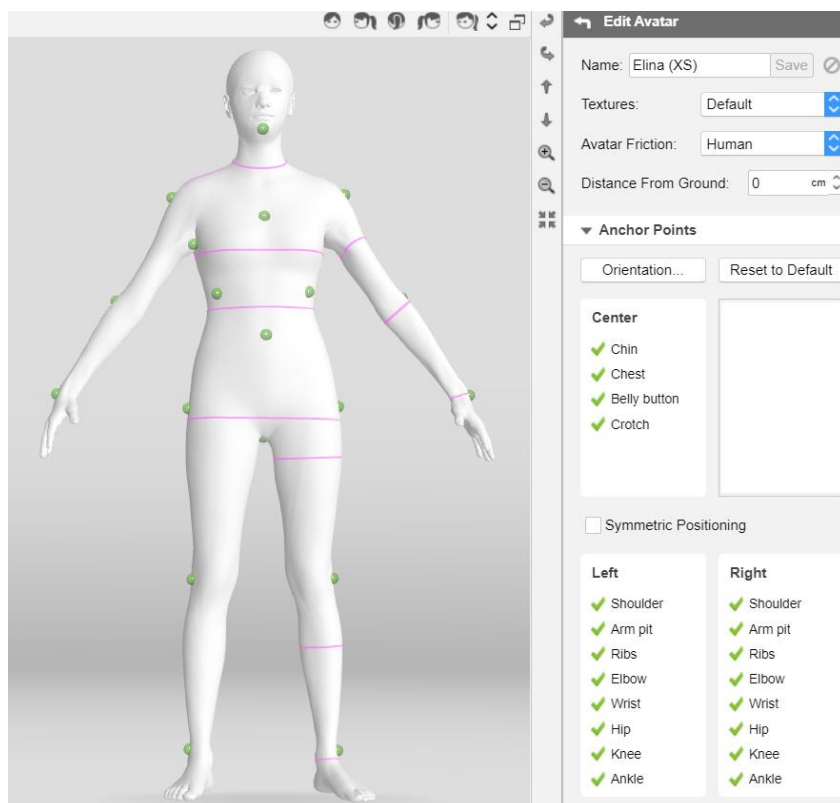 Edit Avatar
Name: Elina (XS) Save
Textures: Default
Avatar Friction: Human
Distance From Ground: 0 cm
Anchor Points
Orientation... Reset to Default
Center
Chin
Chest
Belly button
Crotch
Symmetric Positioning
Left
Shoulder
Arm pit
Ribs
Elbow
Wrist
Hip
Knee
Ankle
Right
Shoulder
Arm pit
Ribs
Elbow
Wrist
Hip
Knee
Ankle